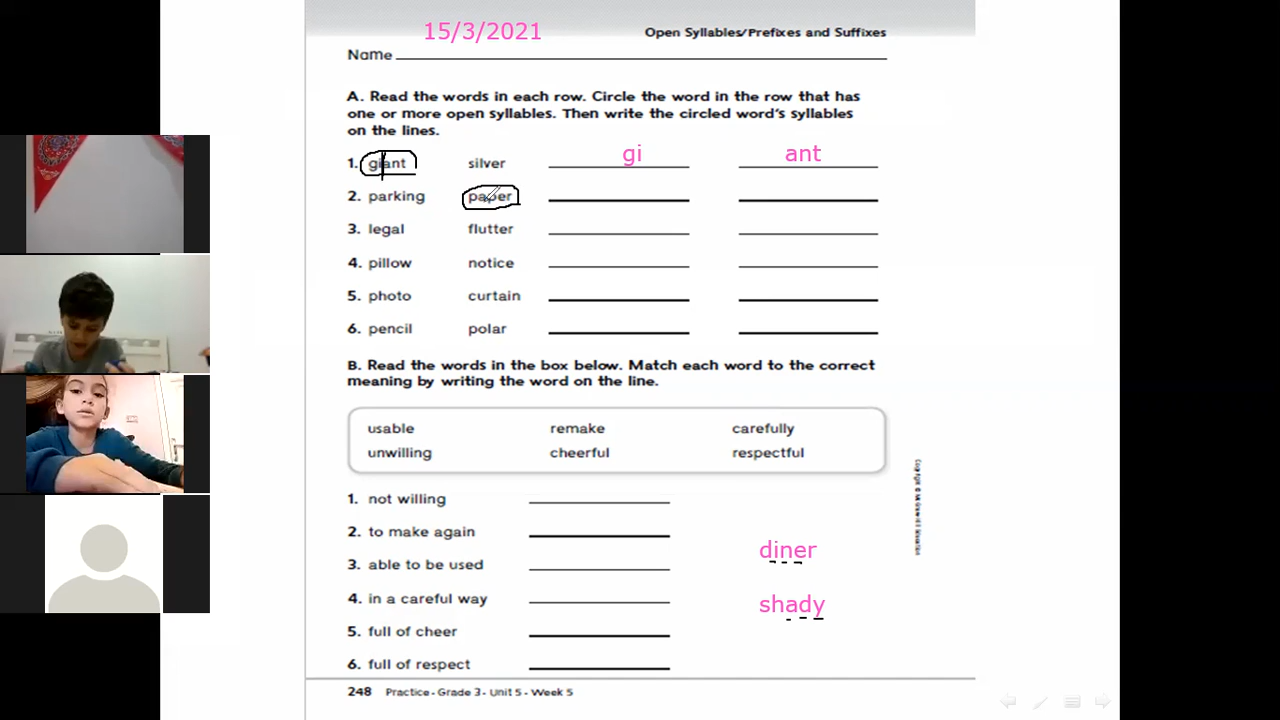 15/3/2021
Open Syllables/Prefixes and Suffixes
Name
A. Read the words in each row. Circle the word in the row that has
one or more open syllables. Then write the circled word's syllables
on the lines.
1. giant silver gi ant
2. parking paper
3. legal flutter
4. pillow notice
5. photo curtain
6. pencil polar
B. Read the words in the box below. Match each word to the correct
meaning by writing the word on the line.
usable remake carefully
unwilling cheerful respectful
1. not willing
2. to make again
3. able to be used
4. in a careful way
5. full of cheer
6. full of respect
diner
shady
Copyright © McGraw-Hill Education
248 Practice • Grade 3 • Unit 5 • Week 5